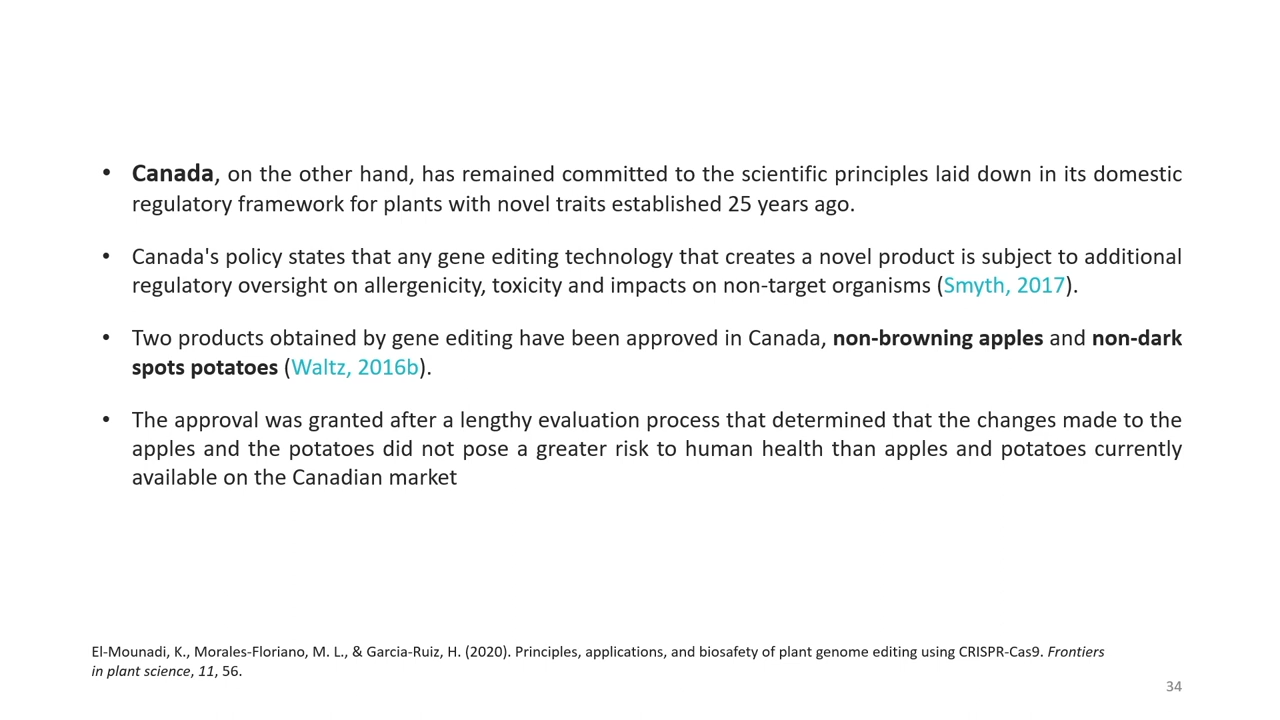 • Canada, on the other hand, has remained committed to the scientific principles laid down in its domestic
regulatory framework for plants with novel traits established 25 years ago.
• Canada's policy states that any gene editing technology that creates a novel product is subject to additional
regulatory oversight on allergenicity, toxicity and impacts on non-target organisms (Smyth, 2017).
• Two products obtained by gene editing have been approved in Canada, non-browning apples and non-dark
spots potatoes (Waltz, 2016b).
• The approval was granted after a lengthy evaluation process that determined that the changes made to the
apples and the potatoes did not pose a greater risk to human health than apples and potatoes currently
available on the Canadian market
El-Mounadi, K., Morales-Floriano, M. L., & Garcia-Ruiz, H. (2020). Principles, applications, and biosafety of plant genome editing using CRISPR-Cas9. Frontiers
in plant science, 11, 56.
34